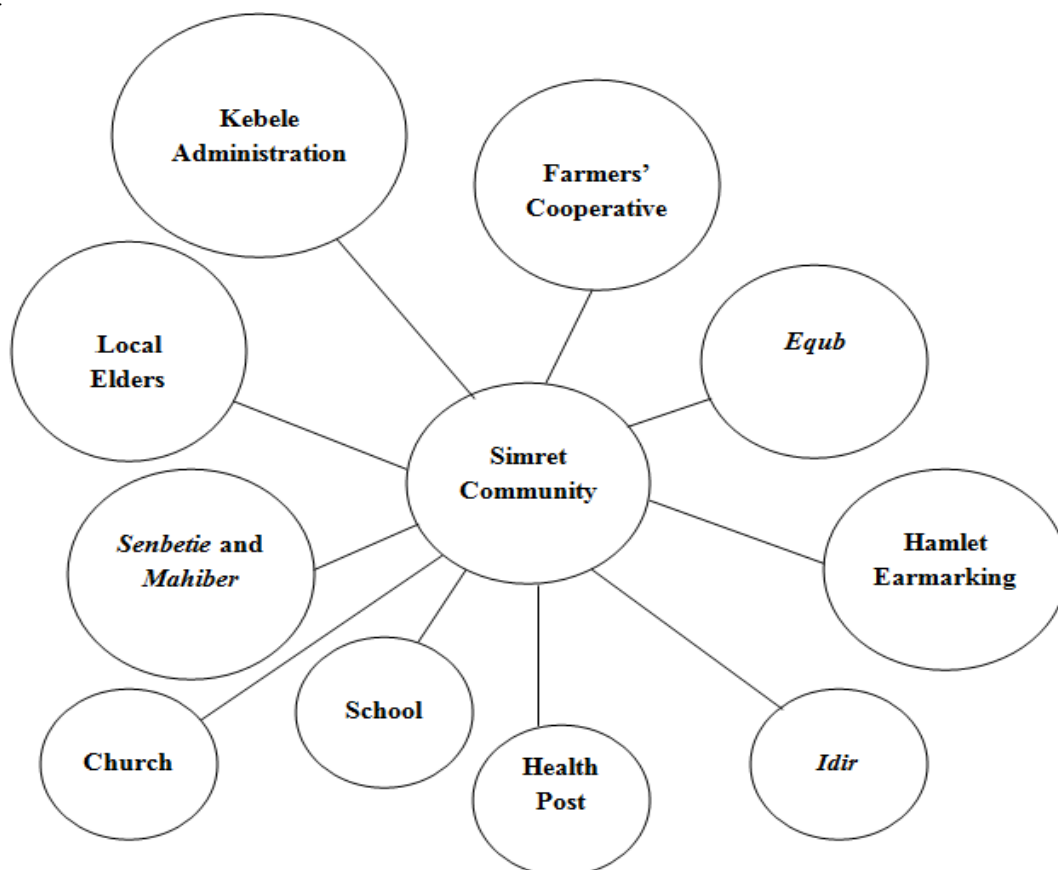 Kebele
Administration
Farmers’
Cooperative
Equb
Local
Elders
Simret
Community
Senbetie and
Mahiber
Hamlet
Earmarking
School
Church
Health
Post
Idir